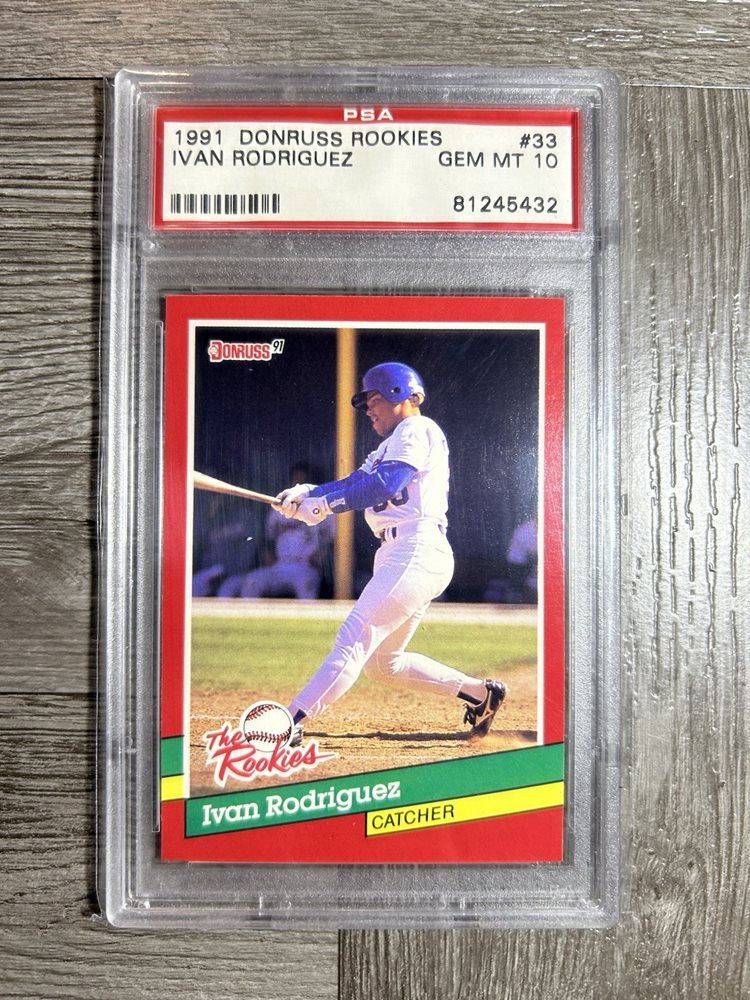 PSA
1991 DONRUSS ROOKIES #33
IVAN RODRIGUEZ GEM MT 10
81245432
DONRUSS 91
The
Rookies
Ivan Rodriguez
CATCHER